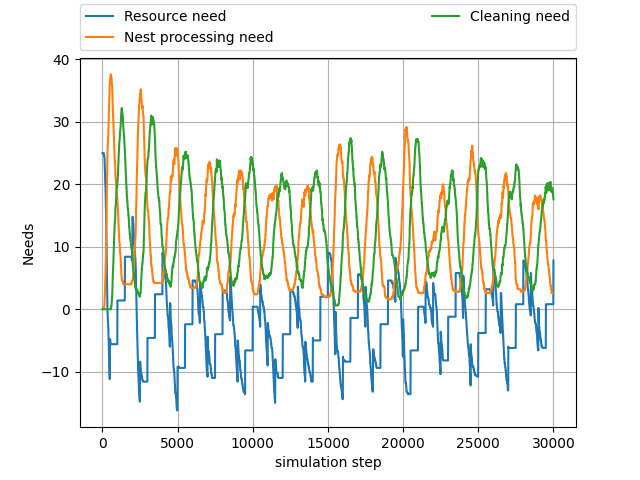 Resource need
Nest processing need
Cleaning need
40
30
20
10
0
−10
Needs
0 5000 10000 15000 20000 25000 30000
simulation step